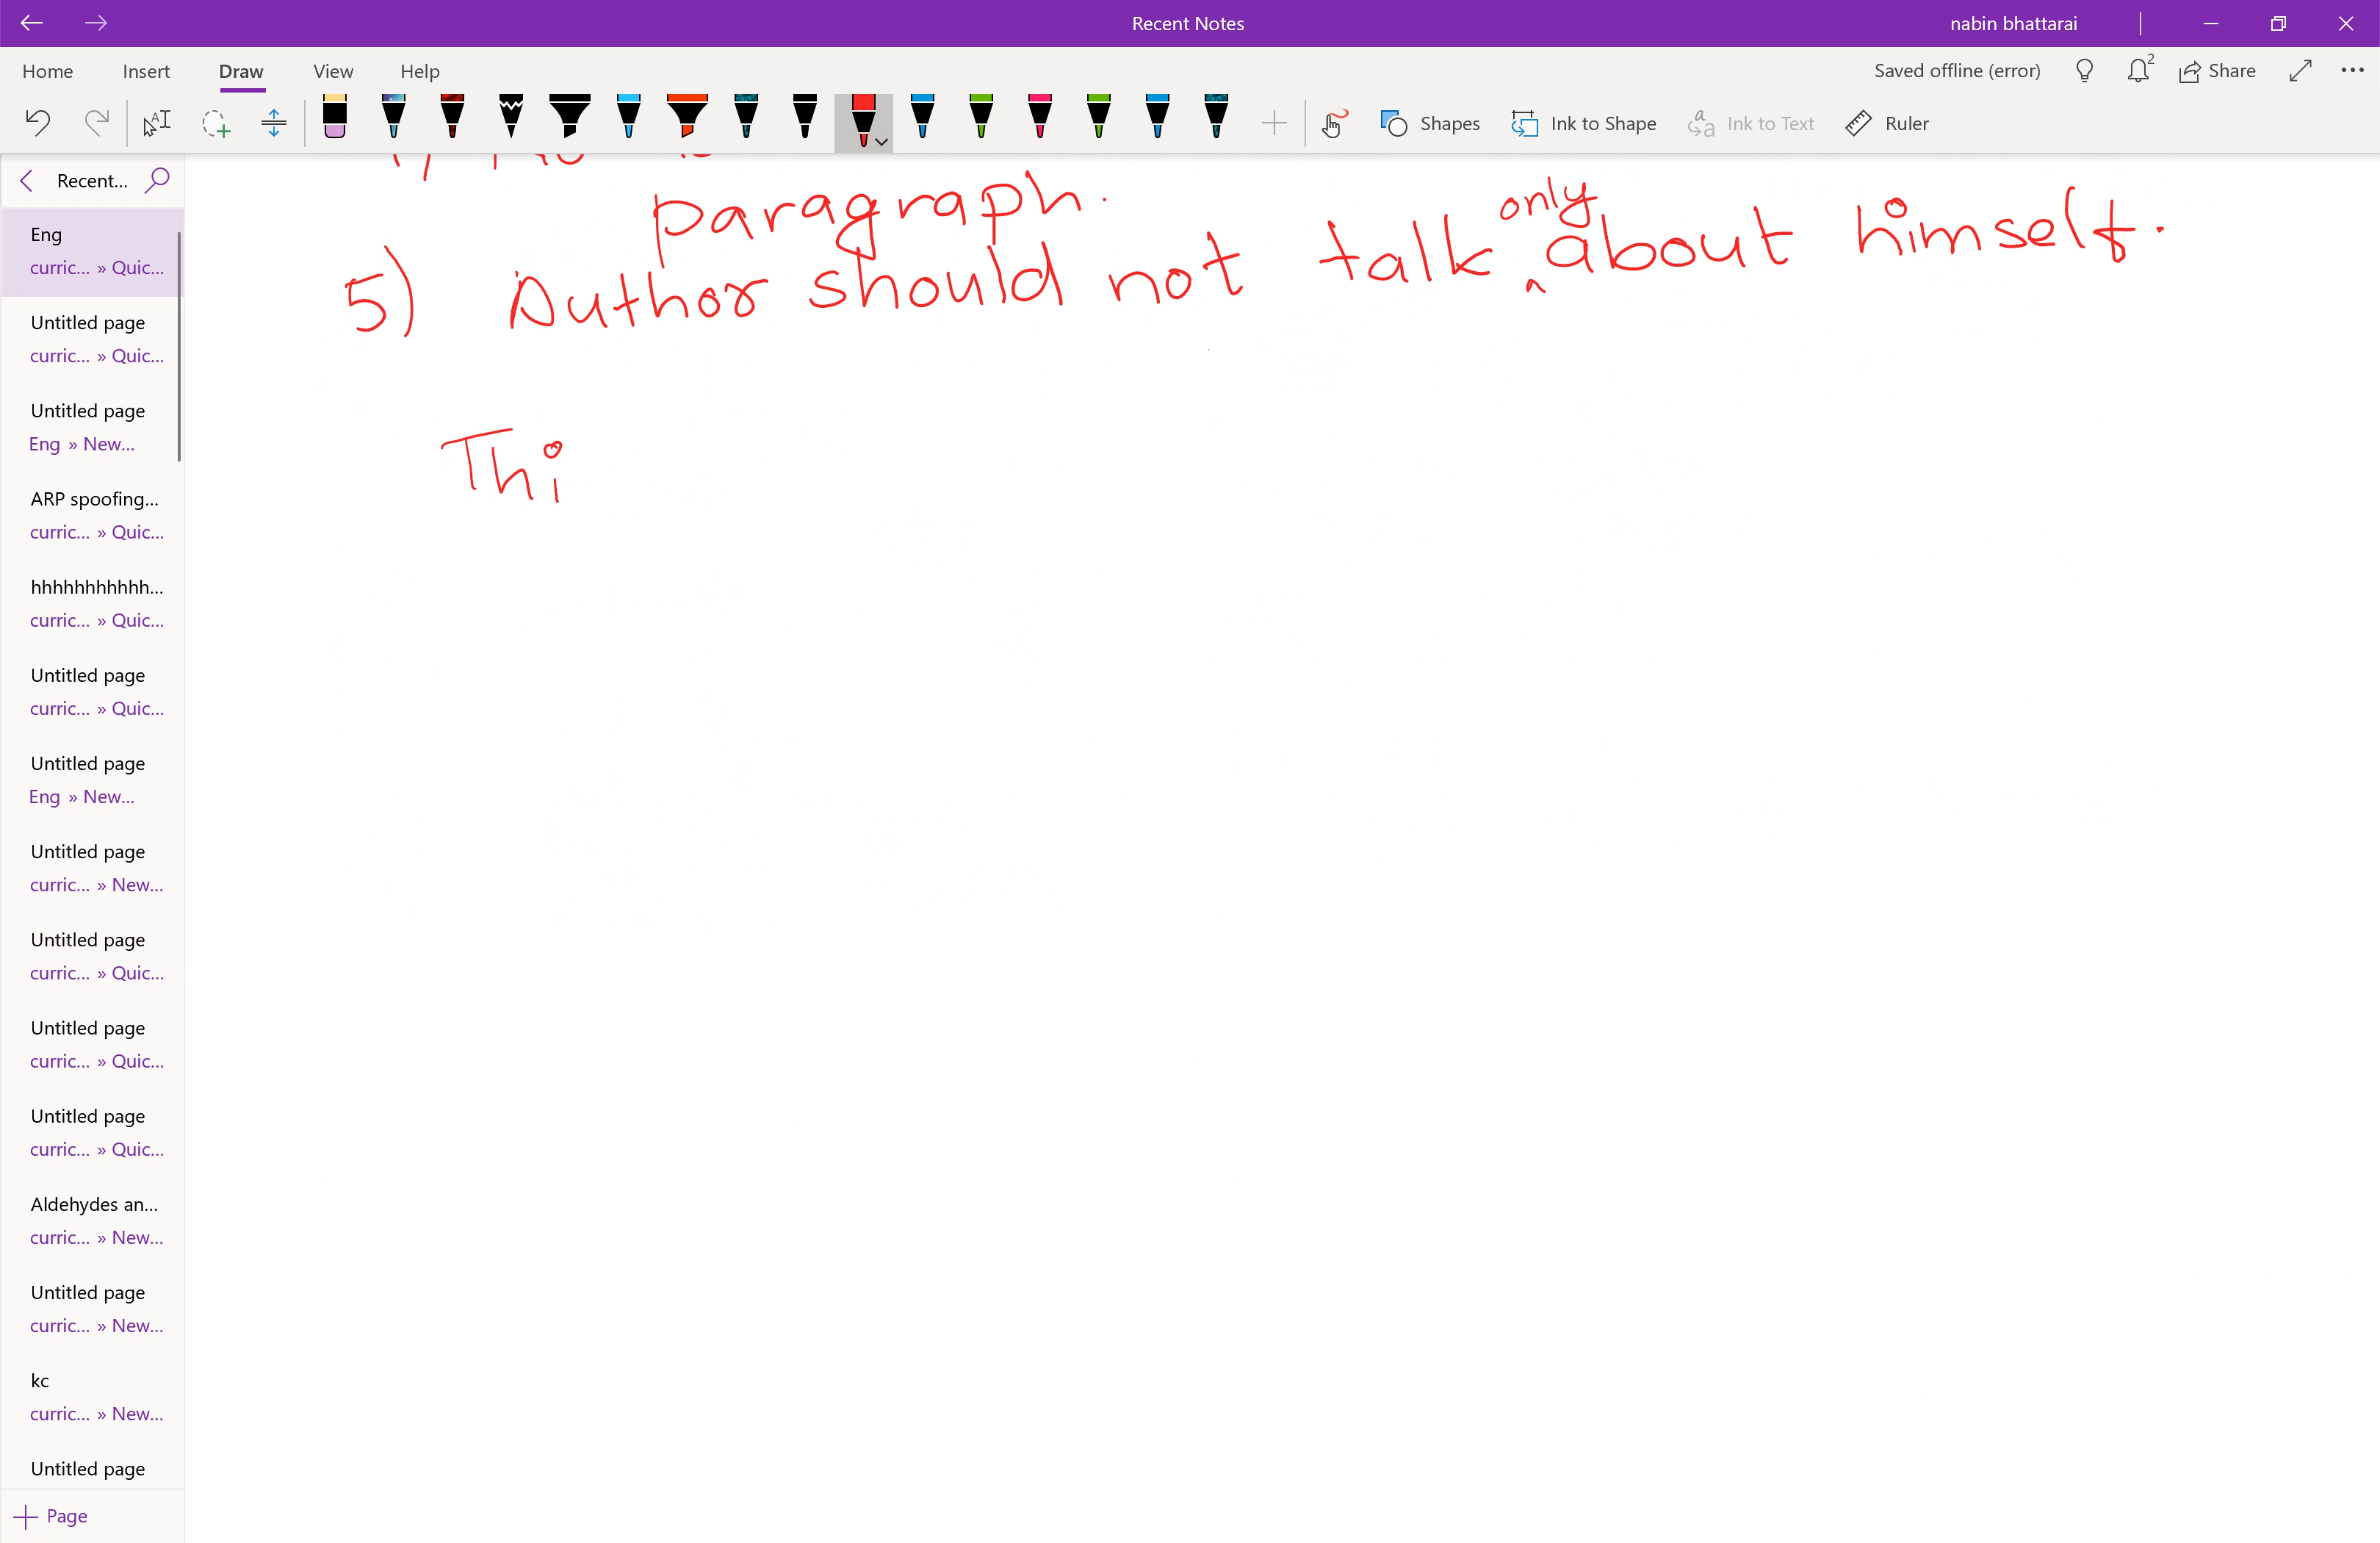 Recent Notes
nabin bhattarai
Home Insert Draw View Help
Saved offline (error) 2 Share
Shapes Ink to Shape Ink to Text Ruler
Recent...
Eng
curric... » Quic...
Untitled page
curric... » Quic...
Untitled page
Eng » New...
ARP spoofing...
curric... » Quic...
hhhhhhhhhhh...
curric... » Quic...
Untitled page
curric... » Quic...
Untitled page
Eng » New...
Untitled page
curric... » New...
Untitled page
curric... » Quic...
Untitled page
curric... » Quic...
Untitled page
curric... » Quic...
Aldehydes an...
curric... » New...
Untitled page
curric... » New...
kc
curric... » New...
Untitled page
Page
paragraph.
5) Author should not talk only about himself.
Thi